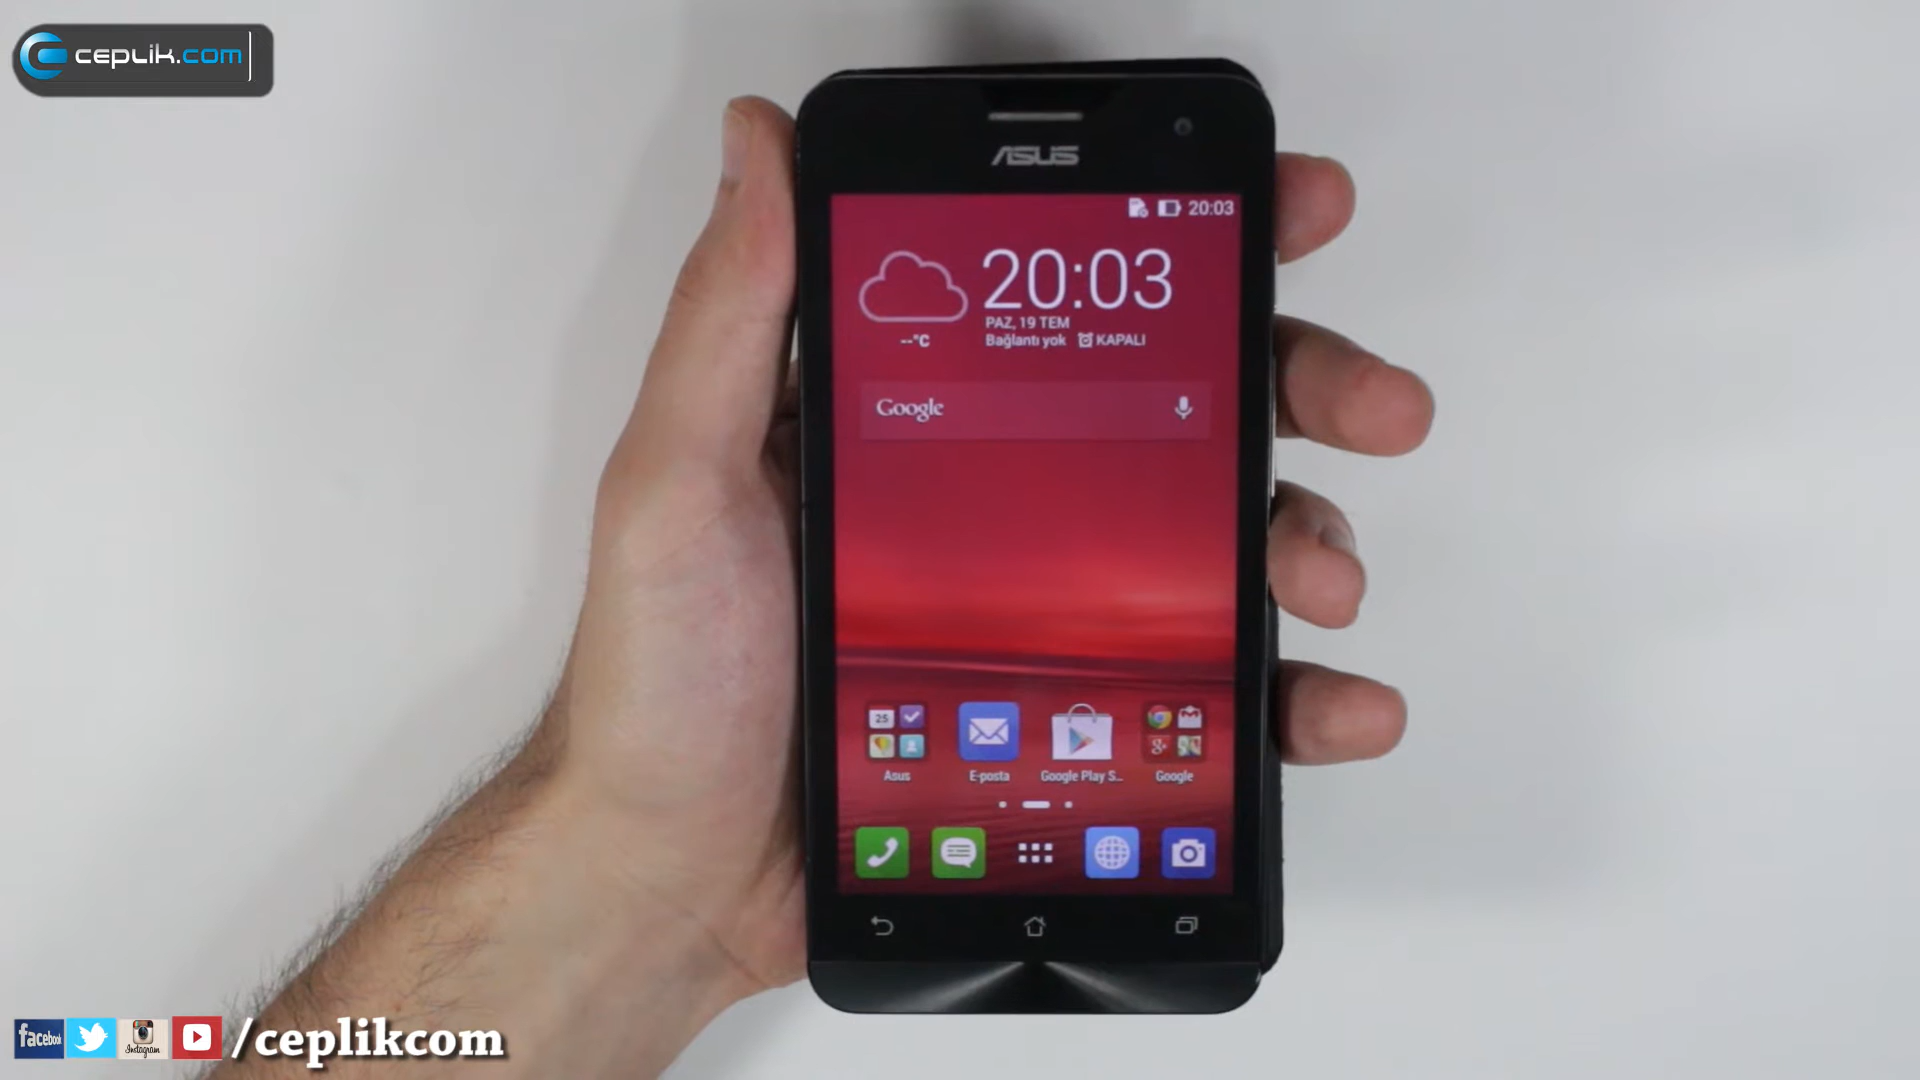 ceplik.com
ASUS
20:03
20:03
PAZ, 19 TEM
Bağlantı yok KAPALI
--°C
Google
25
Asus
E-posta
Google Play S...
Google
facebook
Instagram
/ceplikcom